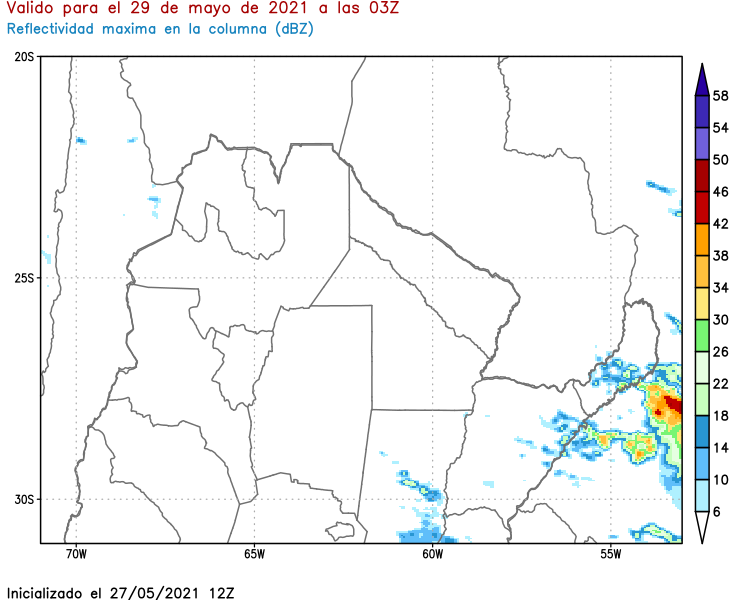 Valido para el 29 de mayo de 2021 a las 03Z
Reflectividad maxima en la columna (dBZ)
20S
25S
30S
70W
65W
60W
55W
58
54
50
46
42
38
34
30
26
22
18
14
10
6
Inicializado el 27/05/2021 12Z